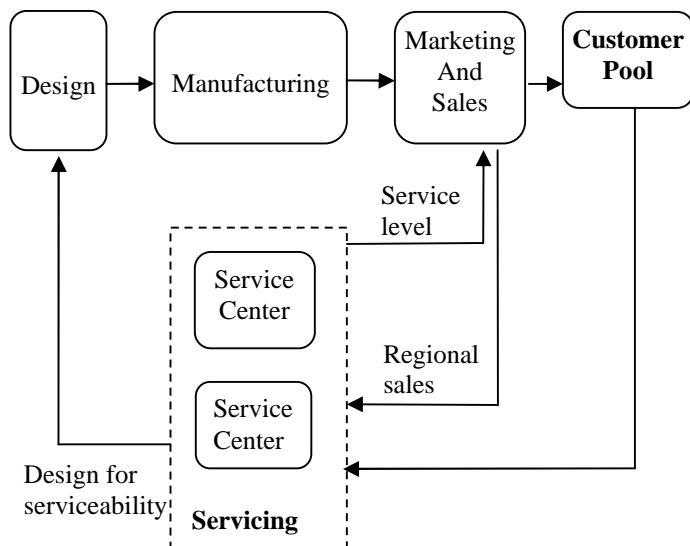 Design
Manufacturing
Marketing
And
Sales
Customer
Pool
Service
level
Service
Center
Regional
sales
Service
Center
Design for
serviceability
Servicing